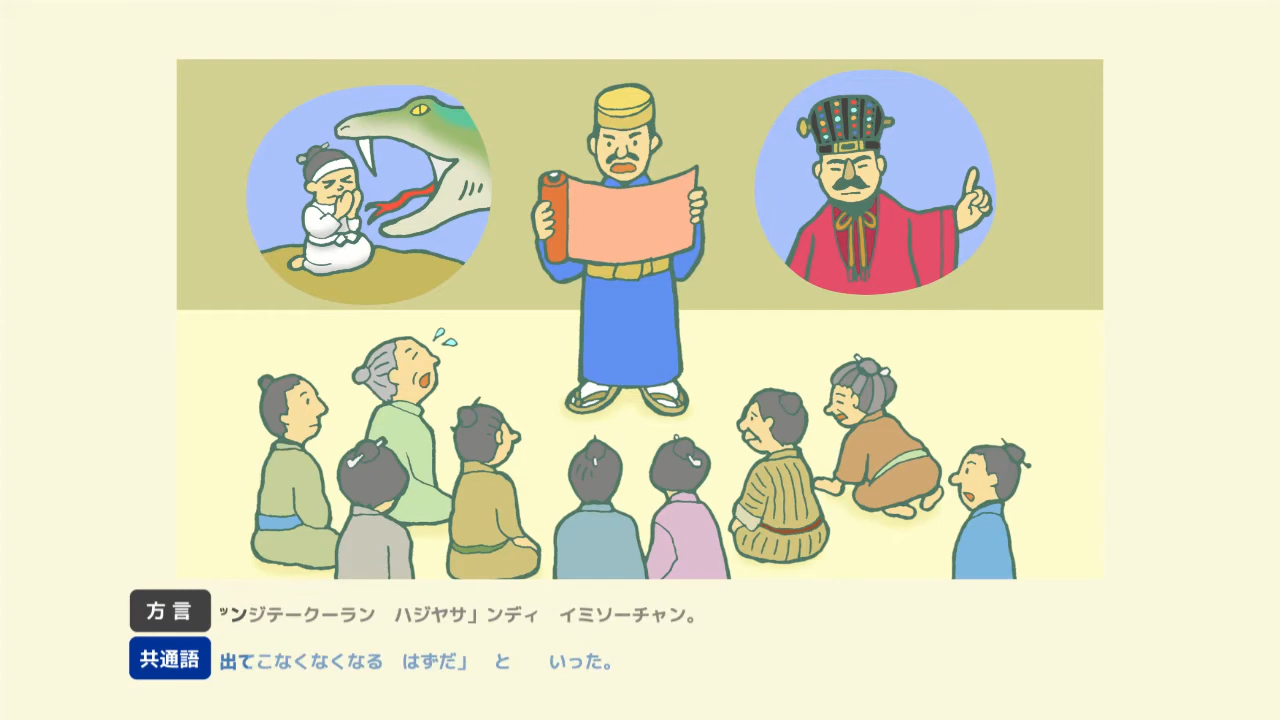 方言
ッンジテークーラン　ハジヤサ」ンディ　イミソーチャン。
共通語
出てこなくなくなる　はずだ」　と　　いった。